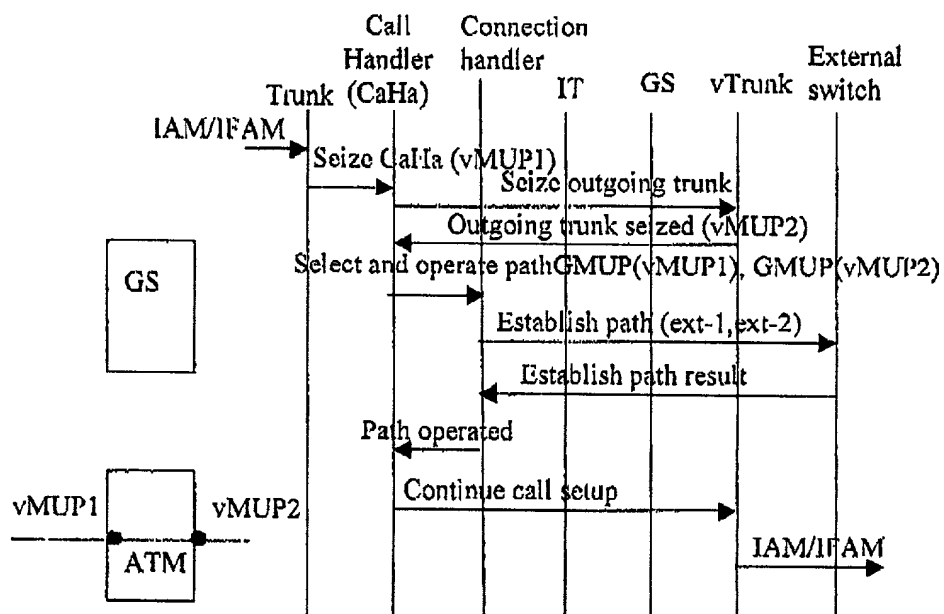 Call
Handler
(CaHa)
Connection
handler
Trunk
IT
GS
vTrunk
External
switch
IAM/IFAM
Seize CaHa (vMUP1)
Seize outgoing trunk
Outgoing trunk seized (vMUP2)
Select and operate pathGMUP(vMUP1), GMUP(vMUP2)
GS
Establish path (ext-1,ext-2)
Establish path result
Path operated
Continue call setup
vMUP1
vMUP2
ATM
IAM/IFAM